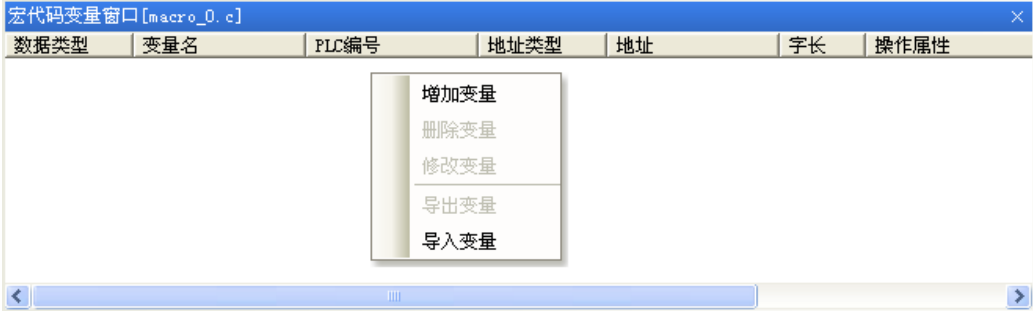 宏代码变量窗口[macro_0.c]
数据类型 变量名 PLC编号 地址类型 地址 字长 操作属性
增加变量
删除变量
修改变量
导出变量
导入变量